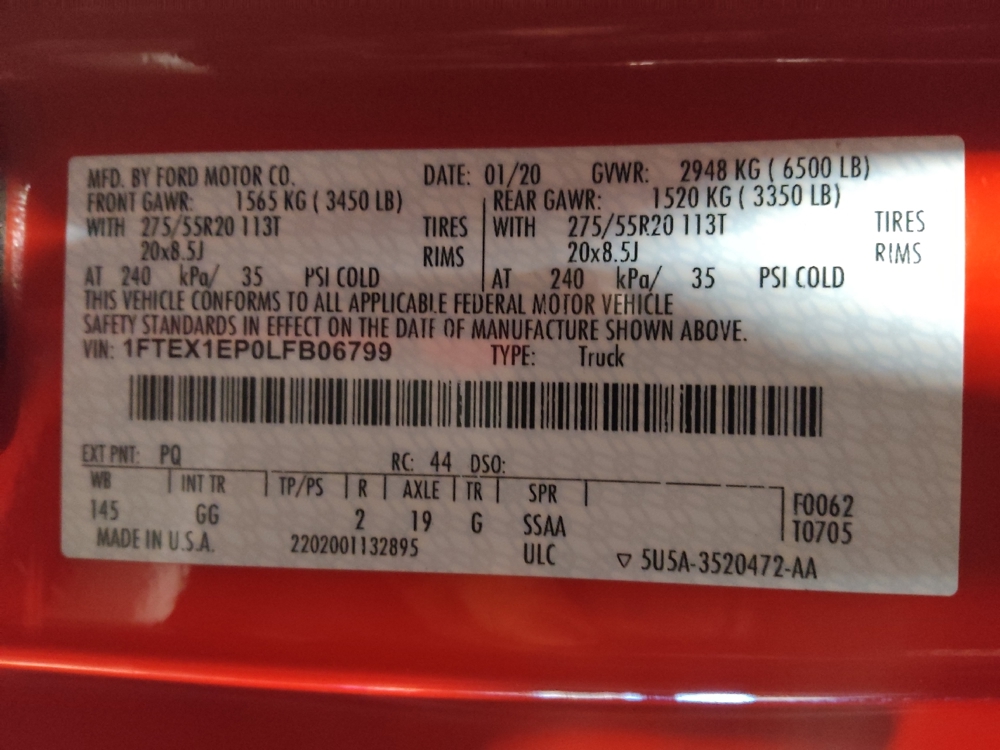 MFD. BY FORD MOTOR CO. DATE: 01/20 GVWR: 2948 KG ( 6500 LB)
FRONT GAWR: 1565 KG ( 3450 LB) REAR GAWR: 1520 KG ( 3350 LB)
WITH 275/55R20 113T TIRES WITH 275/55R20 113T TIRES
20x8.5J RIMS 20x8.5J RIMS
AT 240 kPa/ 35 PSI COLD AT 240 kPa/ 35 PSI COLD
THIS VEHICLE CONFORMS TO ALL APPLICABLE FEDERAL MOTOR VEHICLE
SAFETY STANDARDS IN EFFECT ON THE DATE OF MANUFACTURE SHOWN ABOVE.
VIN: 1FTEX1EP0LFB06799 TYPE: Truck
EXT PNT: PQ RC: 44 DSO:
WB INT TR TP/PS R AXLE TR SPR F0062
145 GG 2 19 G SSAA T0705
MADE IN U.S.A. 2202001132895 ULC ▽ 5U5A-3520472-AA